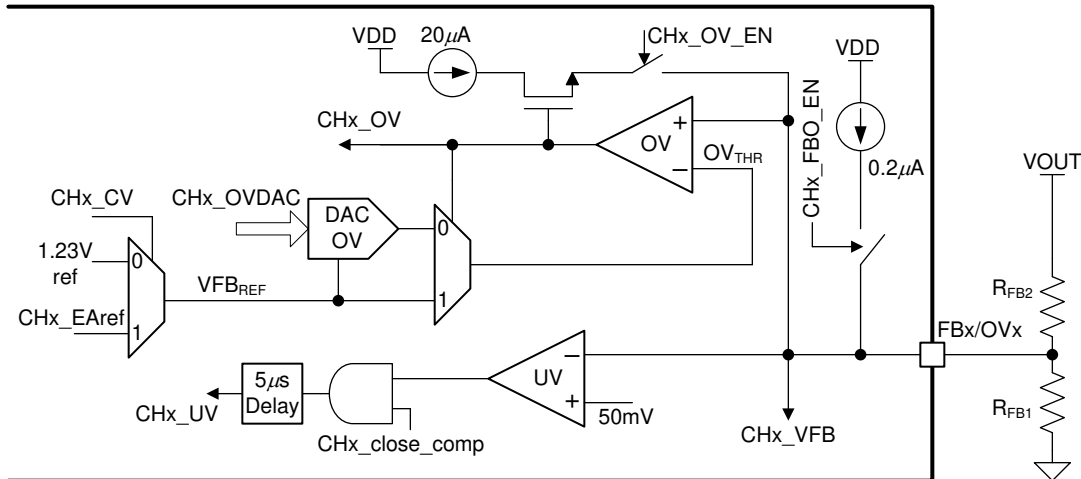 VDD
20µA
CHx_OV_EN
VDD
CHx_OV
+
OV
−
OV_THR
CHx_FBO_EN
0.2µA
VOUT
CHx_CV
CHx_OVDAC
DAC
OV
0
1.23V
ref
0
VFB_REF
1
CHx_EAref
1
R_FB2
FBx/OVx
5µs
Delay
−
UV
+
50mV
CHx_UV
CHx_close_comp
CHx_VFB
R_FB1